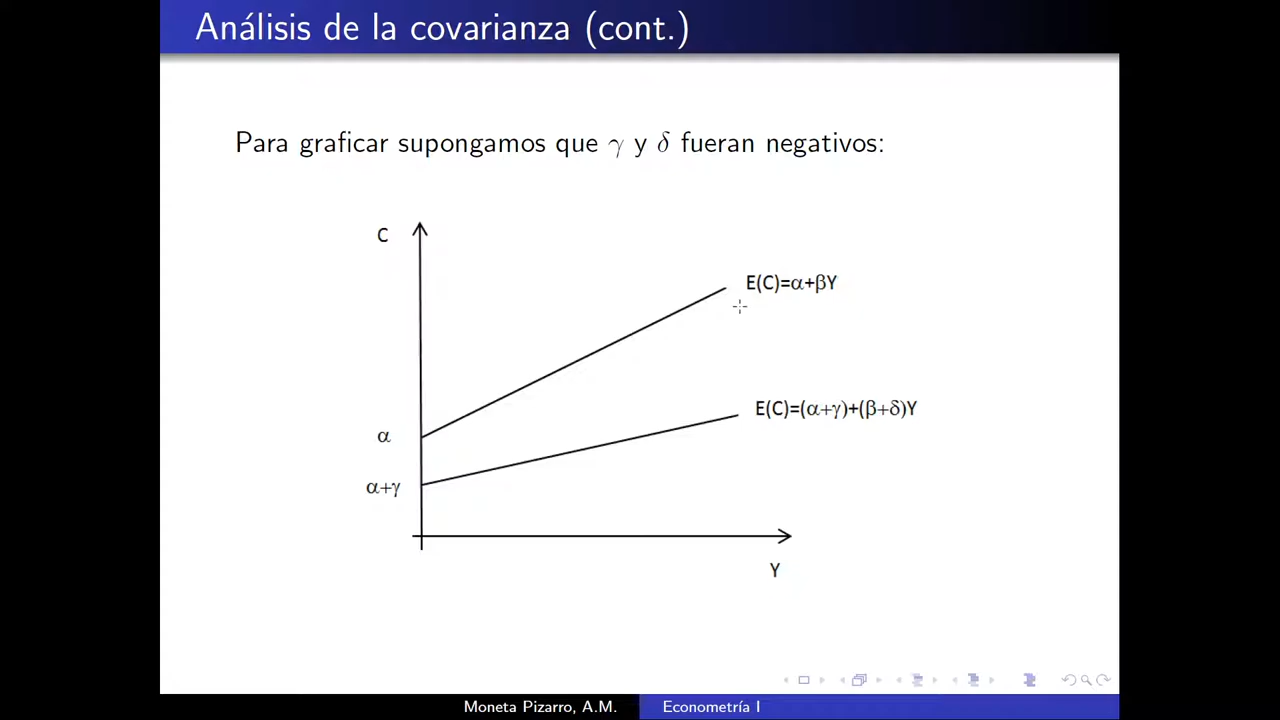 Análisis de la covarianza (cont.)
Para graficar supongamos que γ y δ fueran negativos:
C
E(C)=α+βY
E(C)=(α+γ)+(β+δ)Y
α
α+γ
Y
Moneta Pizarro, A.M.
Econometría I